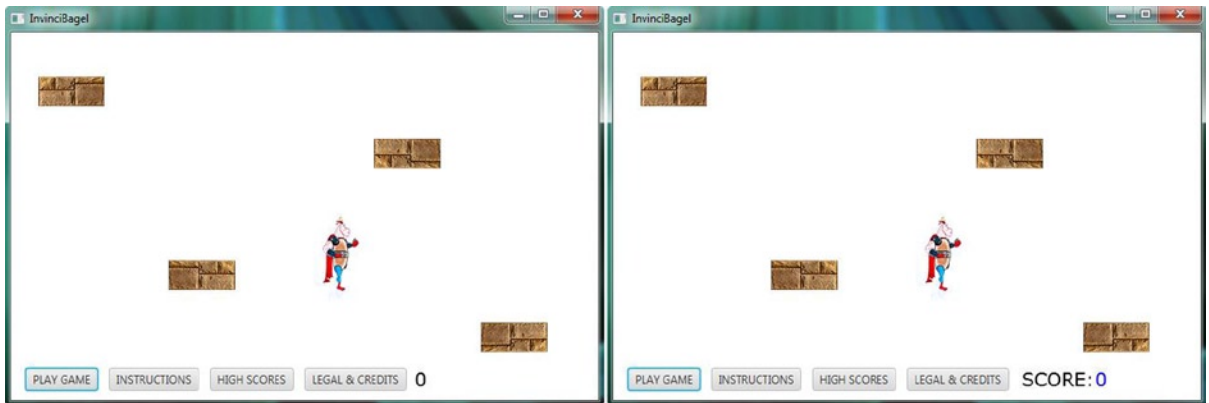 InvinciBagel
PLAY GAME INSTRUCTIONS HIGH SCORES LEGAL & CREDITS 0
InvinciBagel
PLAY GAME INSTRUCTIONS HIGH SCORES LEGAL & CREDITS SCORE: 0